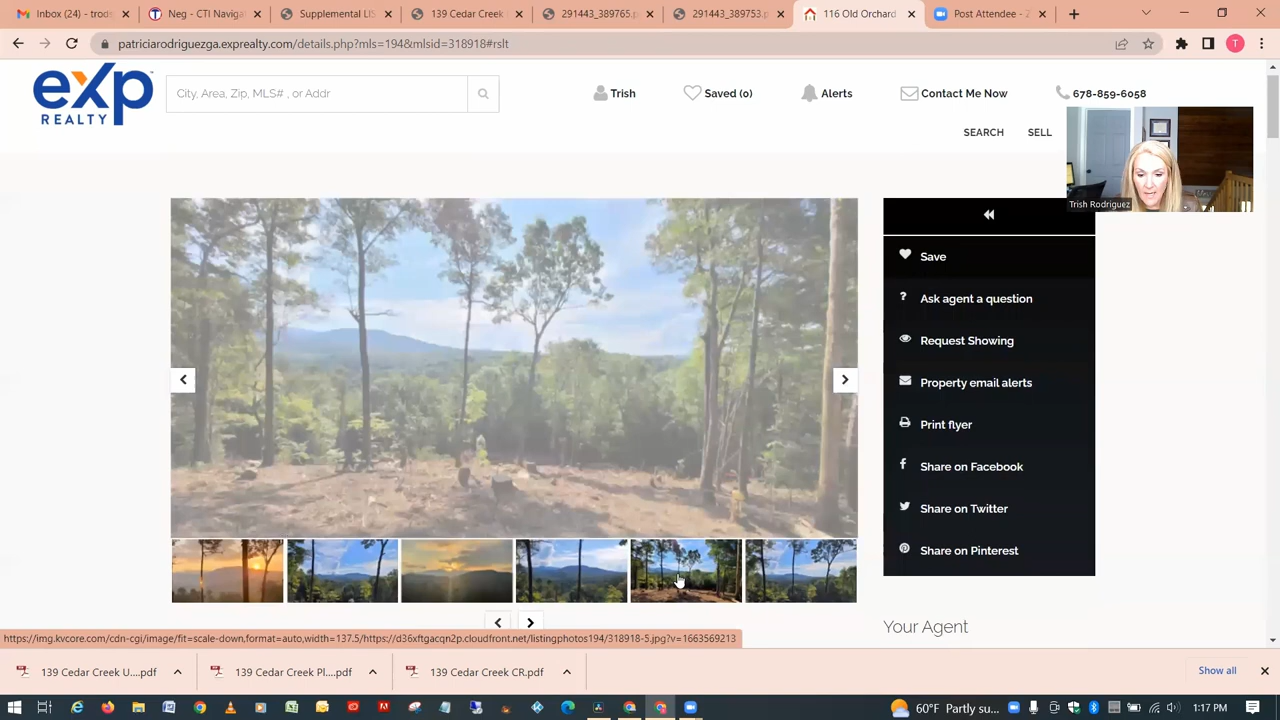 Inbox (24) - trods
Neg - CTI Navigat
Supplemental LIS
139 Cedar Creek
291443_389765.p
291443_389753.p
116 Old Orchard
Post Attendee - Z
patriciarodriguezga.exprealty.com/details.php?mls=194&mlsid=318918#rslt
T
eXp
REALTY
City, Area, Zip, MLS# , or Addr
Trish
Saved (0)
Alerts
Contact Me Now
678-859-6058
SEARCH
SELL
Trish Rodriguez
Save
Ask agent a question
Request Showing
Property email alerts
Print flyer
Share on Facebook
Share on Twitter
Share on Pinterest
Your Agent
https://img.kvcore.com/cdn-cgi/image/fit=scale-down,format=auto,width=137.5/https://d36xftgacqn2p.cloudfront.net/listingphotos194/318918-5.jpg?v=1663569213
139 Cedar Creek U....pdf
139 Cedar Creek Pl....pdf
139 Cedar Creek CR.pdf
Show all
60°F Partly su...
1:17 PM